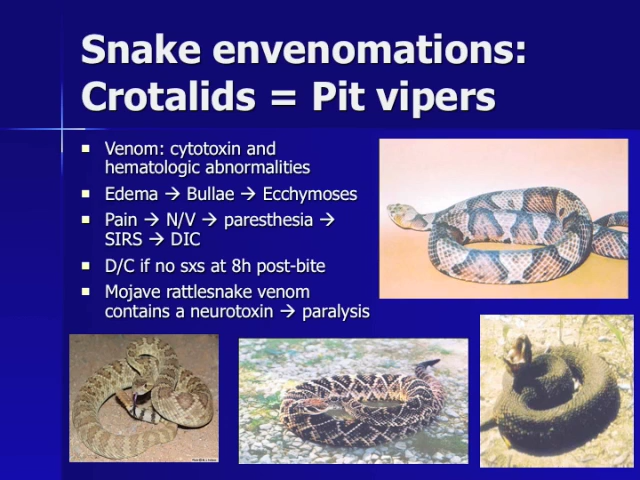 Snake envenomations:
Crotalids = Pit vipers
Venom: cytotoxin and
hematologic abnormalities
Edema → Bullae → Ecchymoses
Pain → N/V → paresthesia →
SIRS → DIC
D/C if no sxs at 8h post-bite
Mojave rattlesnake venom
contains a neurotoxin → paralysis